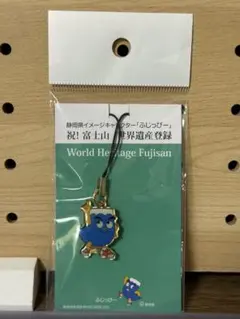 静岡県イメージキャラクター「ふじっぴー」
祝！富士山 世界遺産登録
World Heritage Fujisan
ふじっぴー